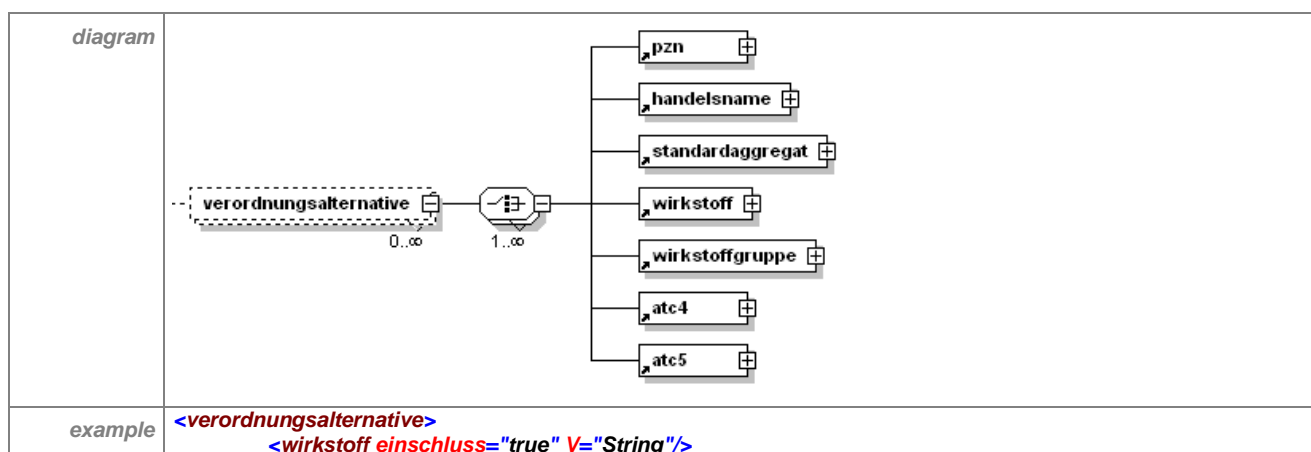 diagram
pzn
handelsname
standardaggregat
verordnungsalternative
0..∞
1..∞
wirkstoff
wirkstoffgruppe
atc4
atc5
example
<verordnungsalternative>
<wirkstoff einschluss="true" V="String"/>